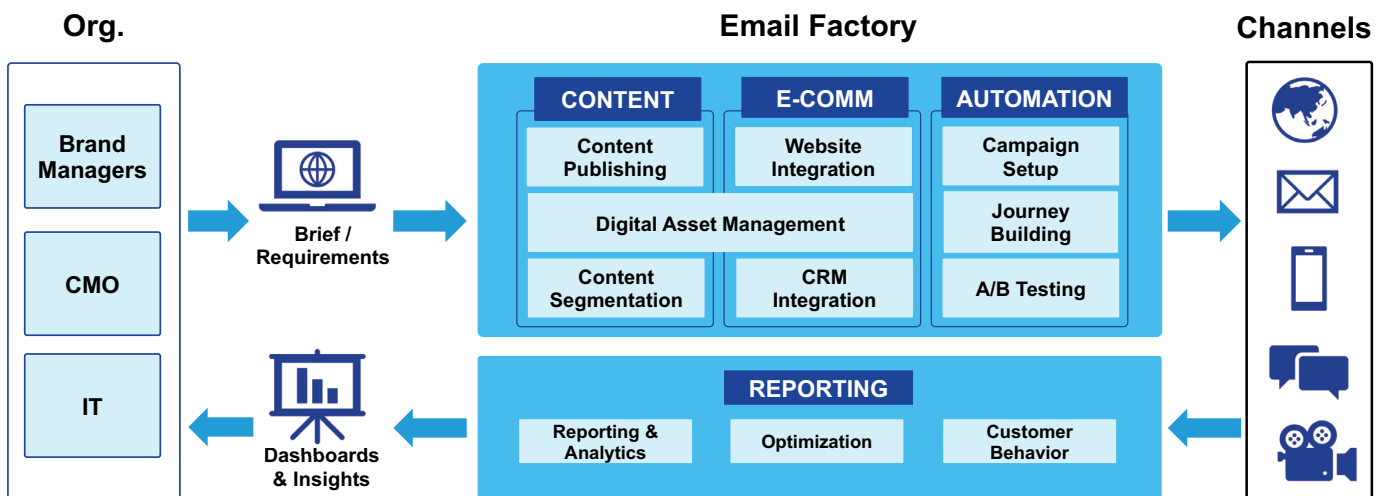 Org.
Email Factory
Channels
Brand
Managers
CMO
IT
Brief /
Requirements
Dashboards
& Insights
CONTENT
E-COMM
AUTOMATION
Content
Publishing
Website
Integration
Campaign
Setup
Digital Asset Management
Journey
Building
Content
Segmentation
CRM
Integration
A/B Testing
REPORTING
Reporting &
Analytics
Optimization
Customer
Behavior